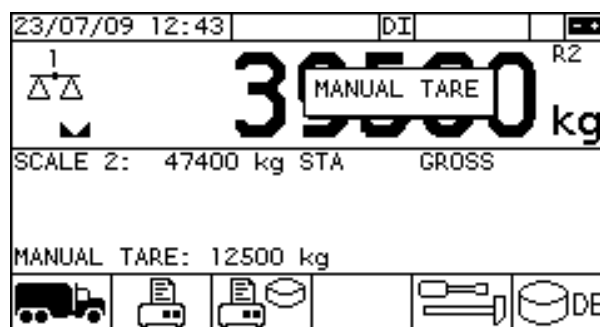 23/07/09 12:43 DI
1
R2
MANUAL TARE
kg
SCALE 2: 47400 kg STA GROSS
MANUAL TARE: 12500 kg
DB